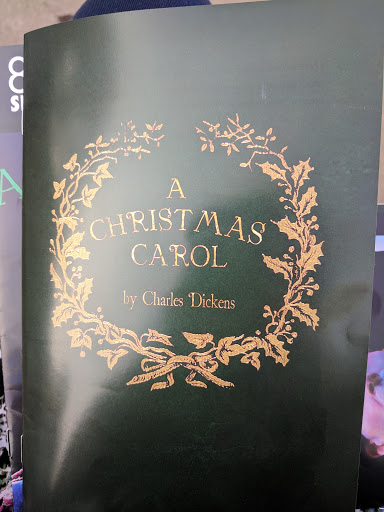 A
CHRISTMAS
CAROL
by Charles Dickens